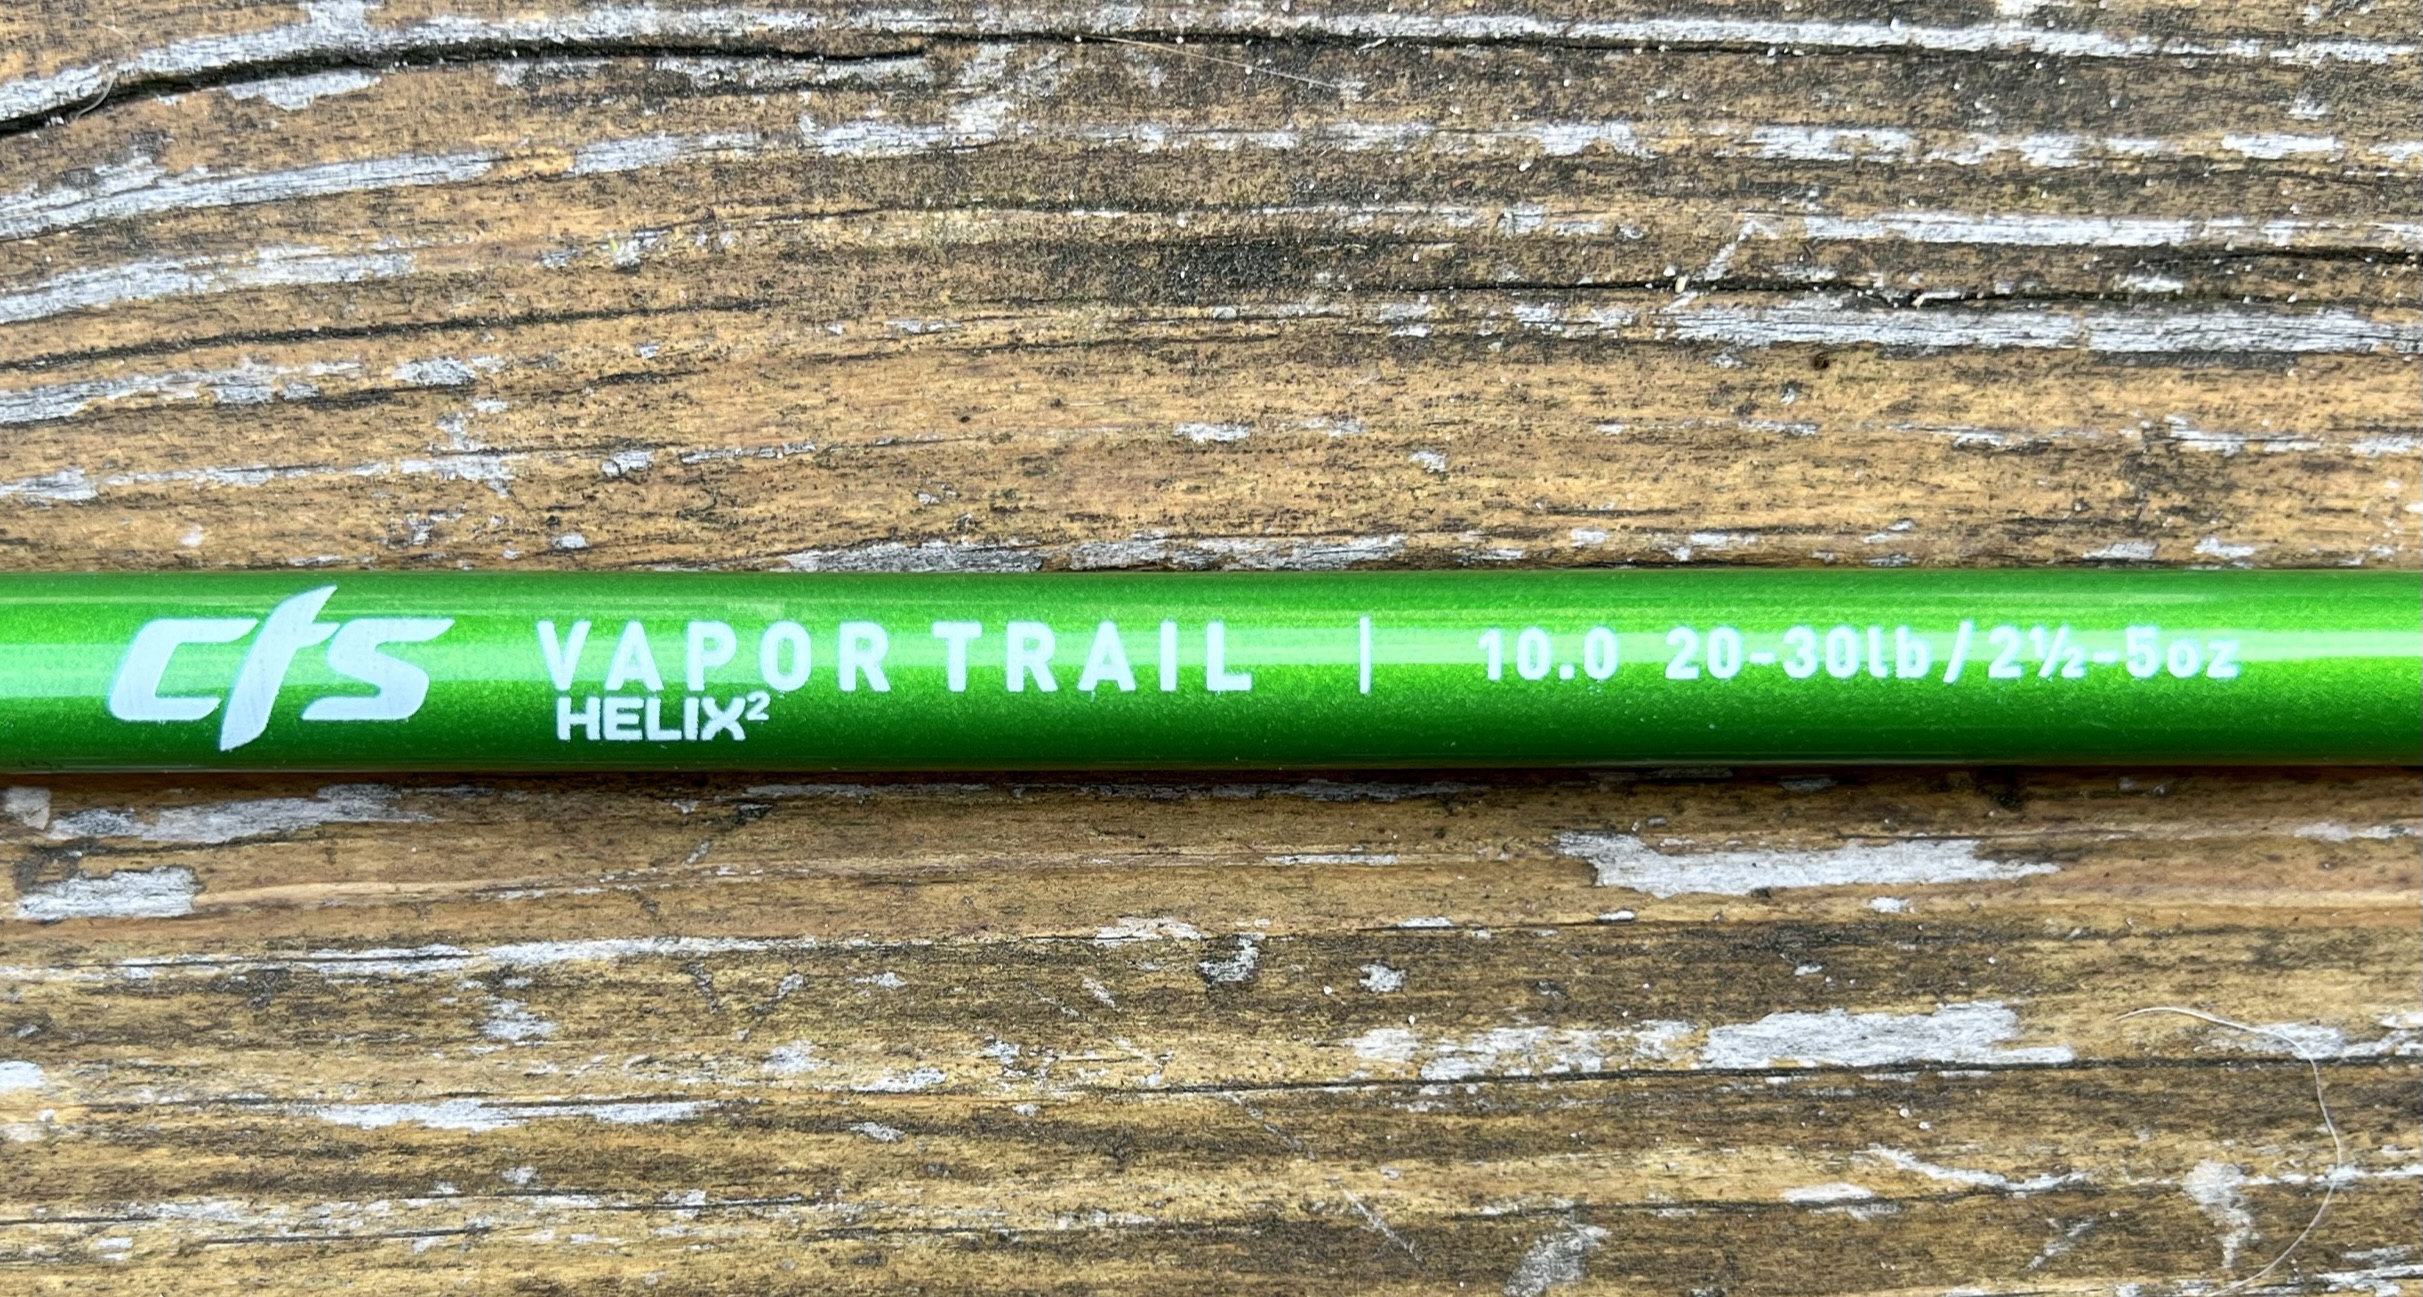 cts VAPOR TRAIL | 10.0 20-30lb/2½-5oz
HELIX²